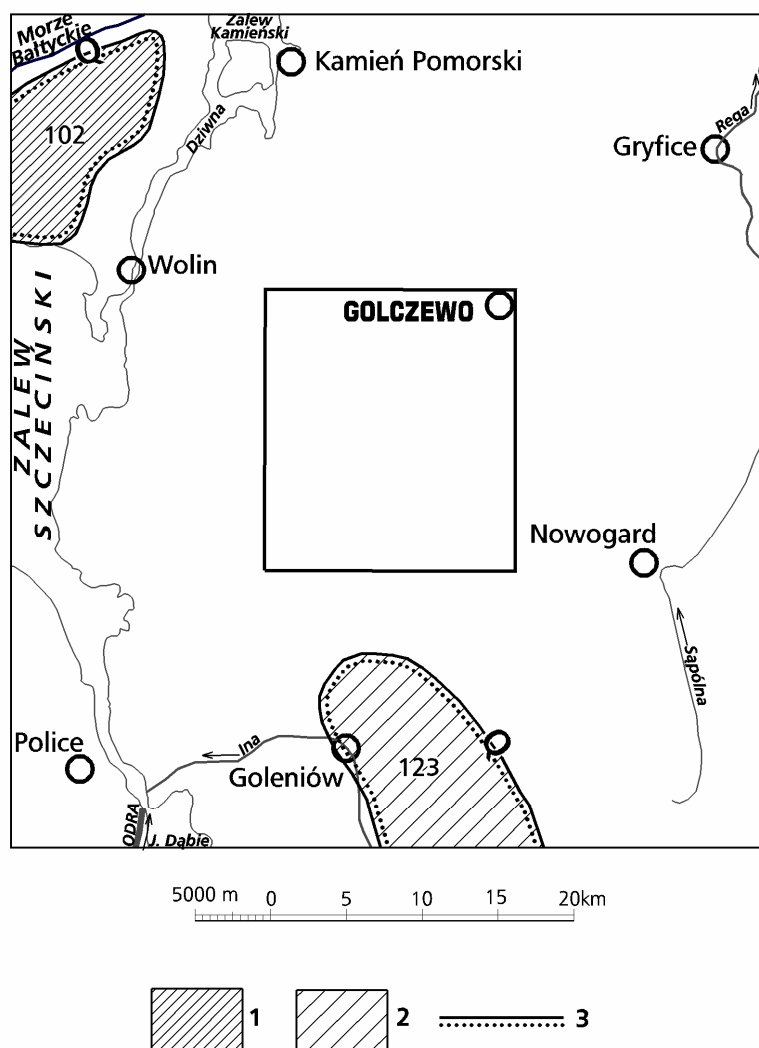 Morze
Bałtyckie
Q
102
Zalew
Kamieński
Kamień Pomorski
Dziwna
Rega
Gryfice
Wolin
GOLCZEWO
ZALEW
SZCZECIŃSKI
Nowogard
Sąpólna
Police
Ina
Goleniów
123
Q
ODRA
J. Dąbie
5000 m 0 5 10 15 20km
1 2 3